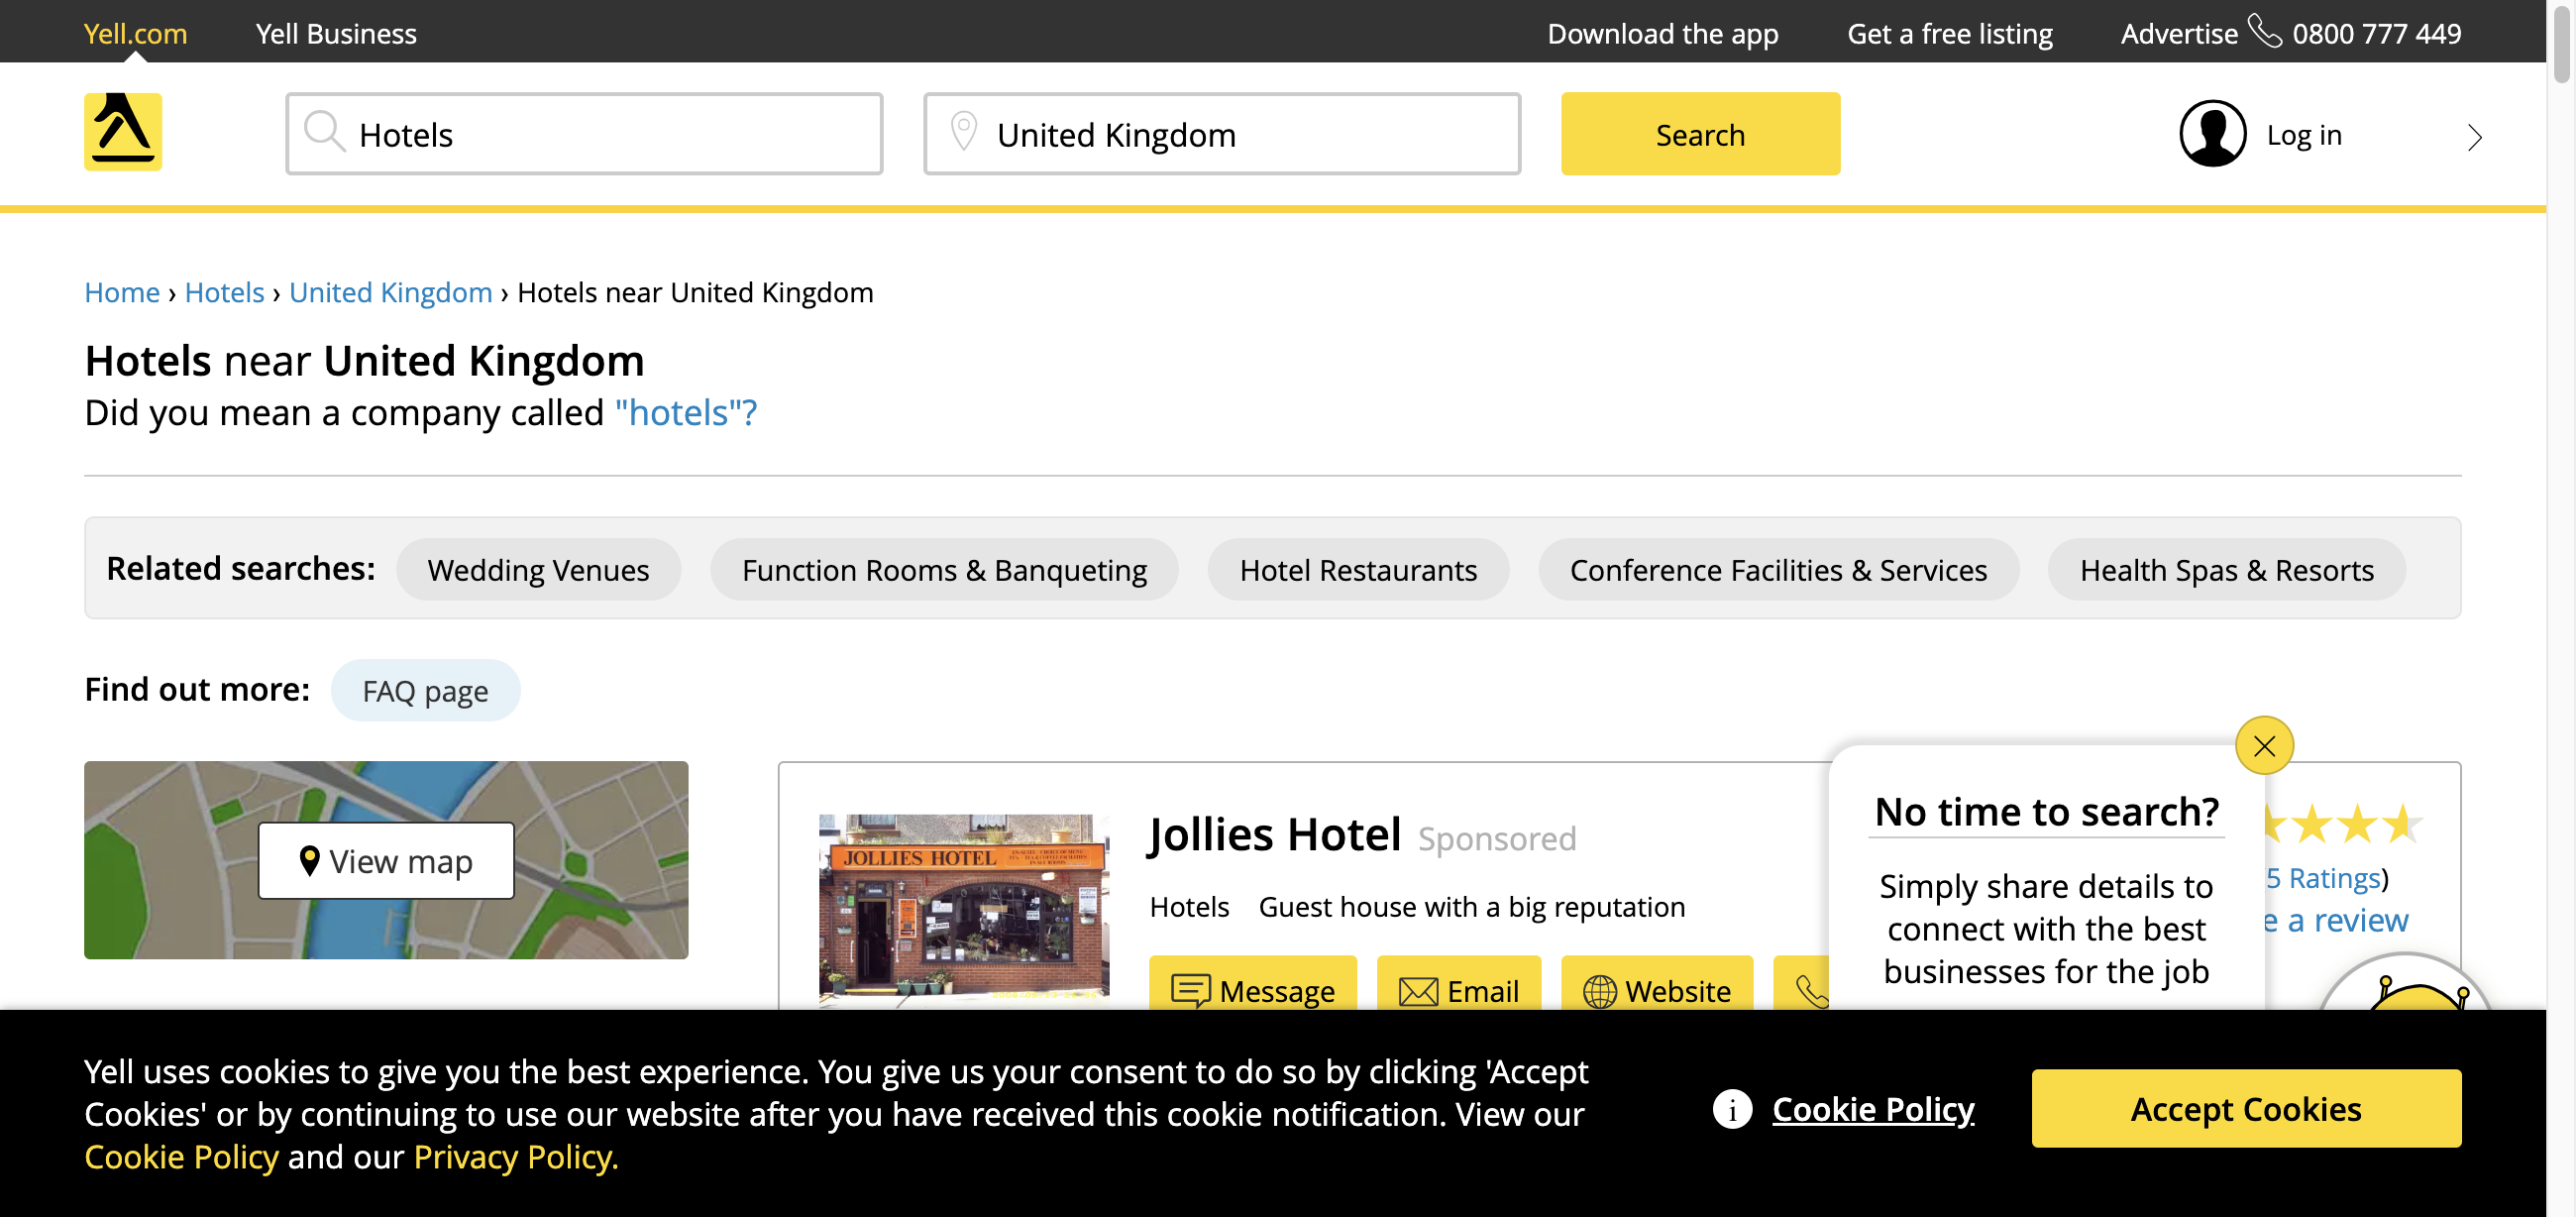 Yell.com Yell Business Download the app Get a free listing Advertise 0800 777 449
Hotels United Kingdom Search Log in
Home › Hotels › United Kingdom › Hotels near United Kingdom
Hotels near United Kingdom
Did you mean a company called "hotels"?
Related searches: Wedding Venues Function Rooms & Banqueting Hotel Restaurants Conference Facilities & Services Health Spas & Resorts
Find out more: FAQ page
View map
JOLLIES HOTEL
Jollies Hotel Sponsored
Hotels Guest house with a big reputation
Message Email Website
No time to search?
Simply share details to
connect with the best
businesses for the job
5 Ratings)
e a review
Yell uses cookies to give you the best experience. You give us your consent to do so by clicking 'Accept
Cookies' or by continuing to use our website after you have received this cookie notification. View our
Cookie Policy and our Privacy Policy.
i Cookie Policy Accept Cookies